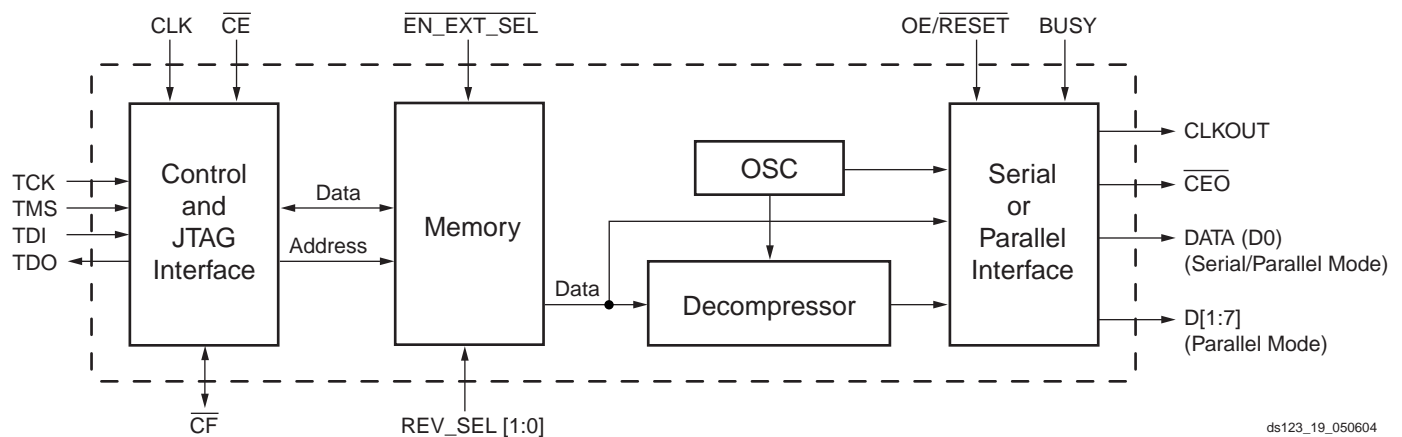 CLK
CE
EN_EXT_SEL
OE/RESET
BUSY
TCK
TMS
TDI
TDO
Control
and
JTAG
Interface
Data
Address
Memory
Data
OSC
Decompressor
Serial
or
Parallel
Interface
CLKOUT
CEO
DATA (D0)
(Serial/Parallel Mode)
D[1:7]
(Parallel Mode)
CF
REV_SEL [1:0]
ds123_19_050604